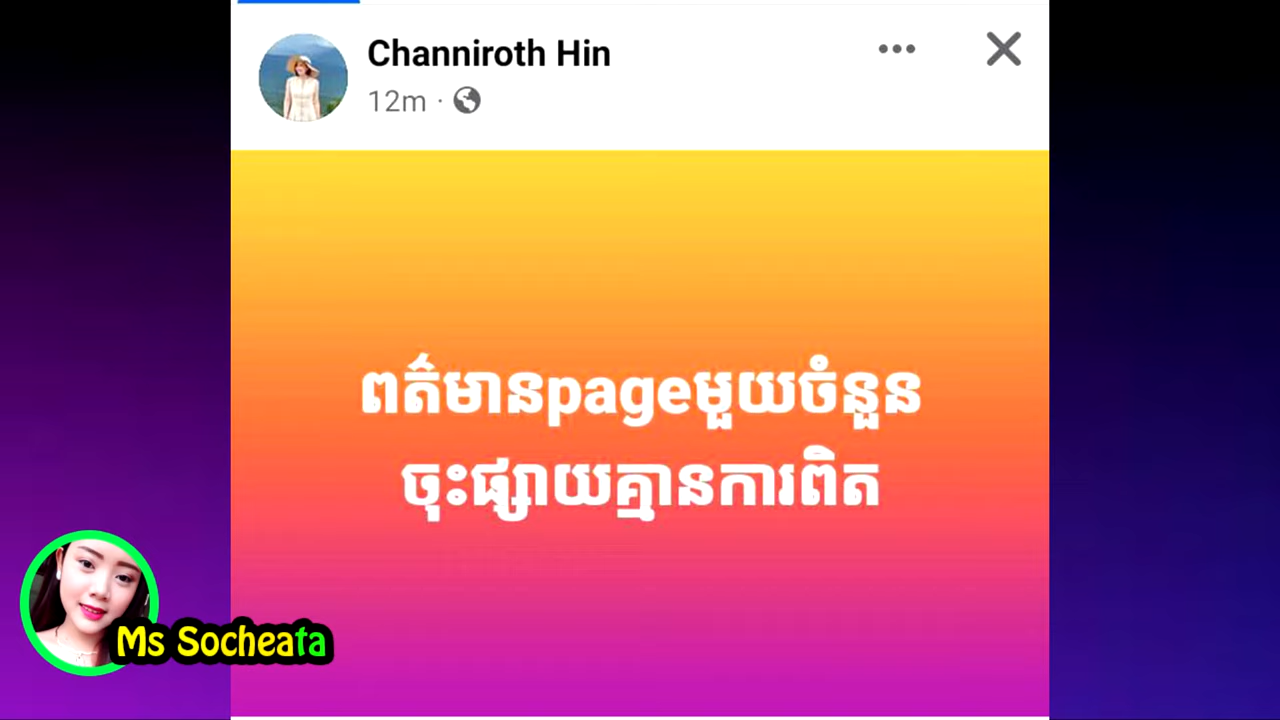 Channiroth Hin
12m ·
ពត៌មានpageមួយចំនួន
ចុះផ្សាយគ្មានការពិត
Ms Socheata